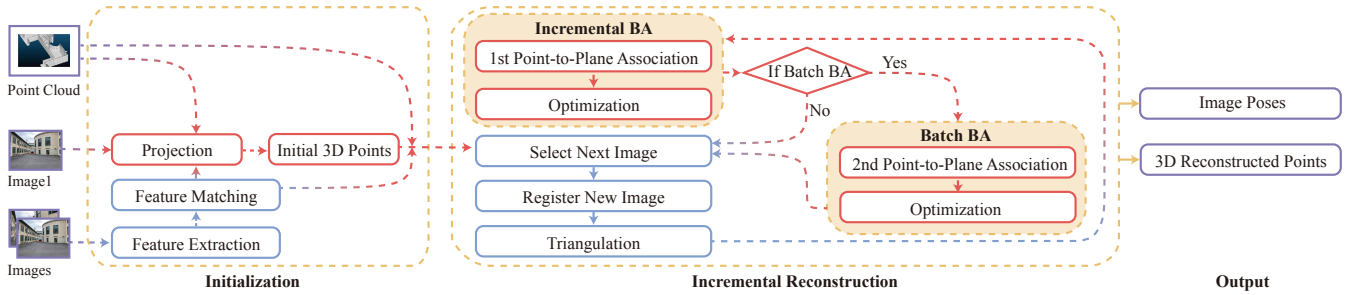 Point Cloud
Image1
Images
Projection
Initial 3D Points
Feature Matching
Feature Extraction
Initialization
Incremental BA
1st Point-to-Plane Association
Optimization
If Batch BA
Yes
No
Select Next Image
Register New Image
Triangulation
Batch BA
2nd Point-to-Plane Association
Optimization
Incremental Reconstruction
Image Poses
3D Reconstructed Points
Output